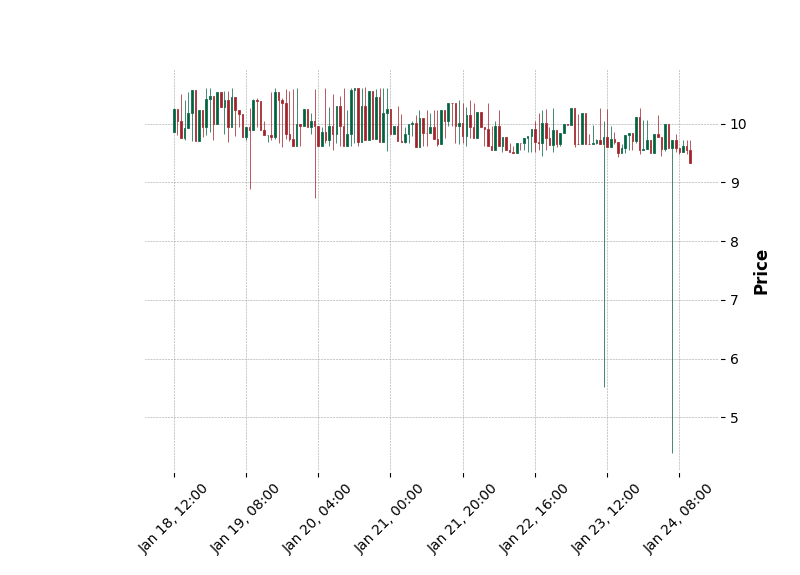 10
9
8
7
6
5
Price
Jan 18, 12:00
Jan 19, 08:00
Jan 20, 04:00
Jan 21, 00:00
Jan 21, 20:00
Jan 22, 16:00
Jan 23, 12:00
Jan 24, 08:00